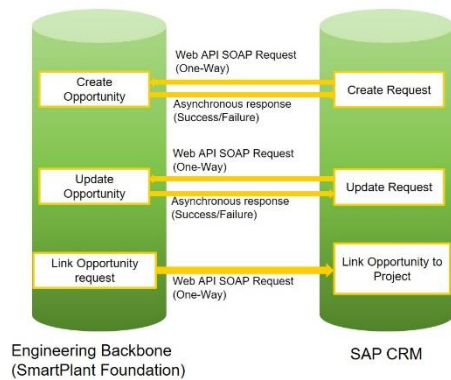 Web API SOAP Request
(One-Way)
Create
Opportunity
Create Request
Asynchronous response
(Success/Failure)
Web API SOAP Request
(One-Way)
Update
Opportunity
Update Request
Asynchronous response
(Success/Failure)
Link Opportunity
request
Link Opportunity to
Project
Web API SOAP Request
(One-Way)
Engineering Backbone
(SmartPlant Foundation)
SAP CRM